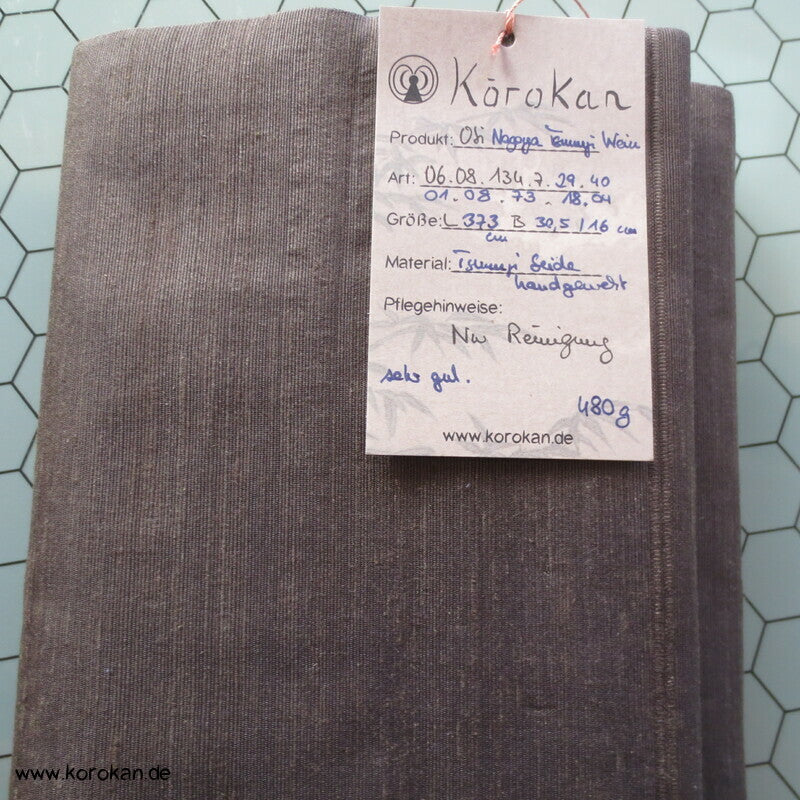 Kōrokan
Produkt: Obi Nagoya Tsumugi Wein
Art: 06.08.134.7.29.40
01.08.73.18.04
Größe: L 373 B 30,5 / 16 cm
cm
Material: Tsumugi Seide
handgewebt
Pflegehinweise:
Nur Reinigung
sehr gut.
480g
www.korokan.de
www.korokan.de